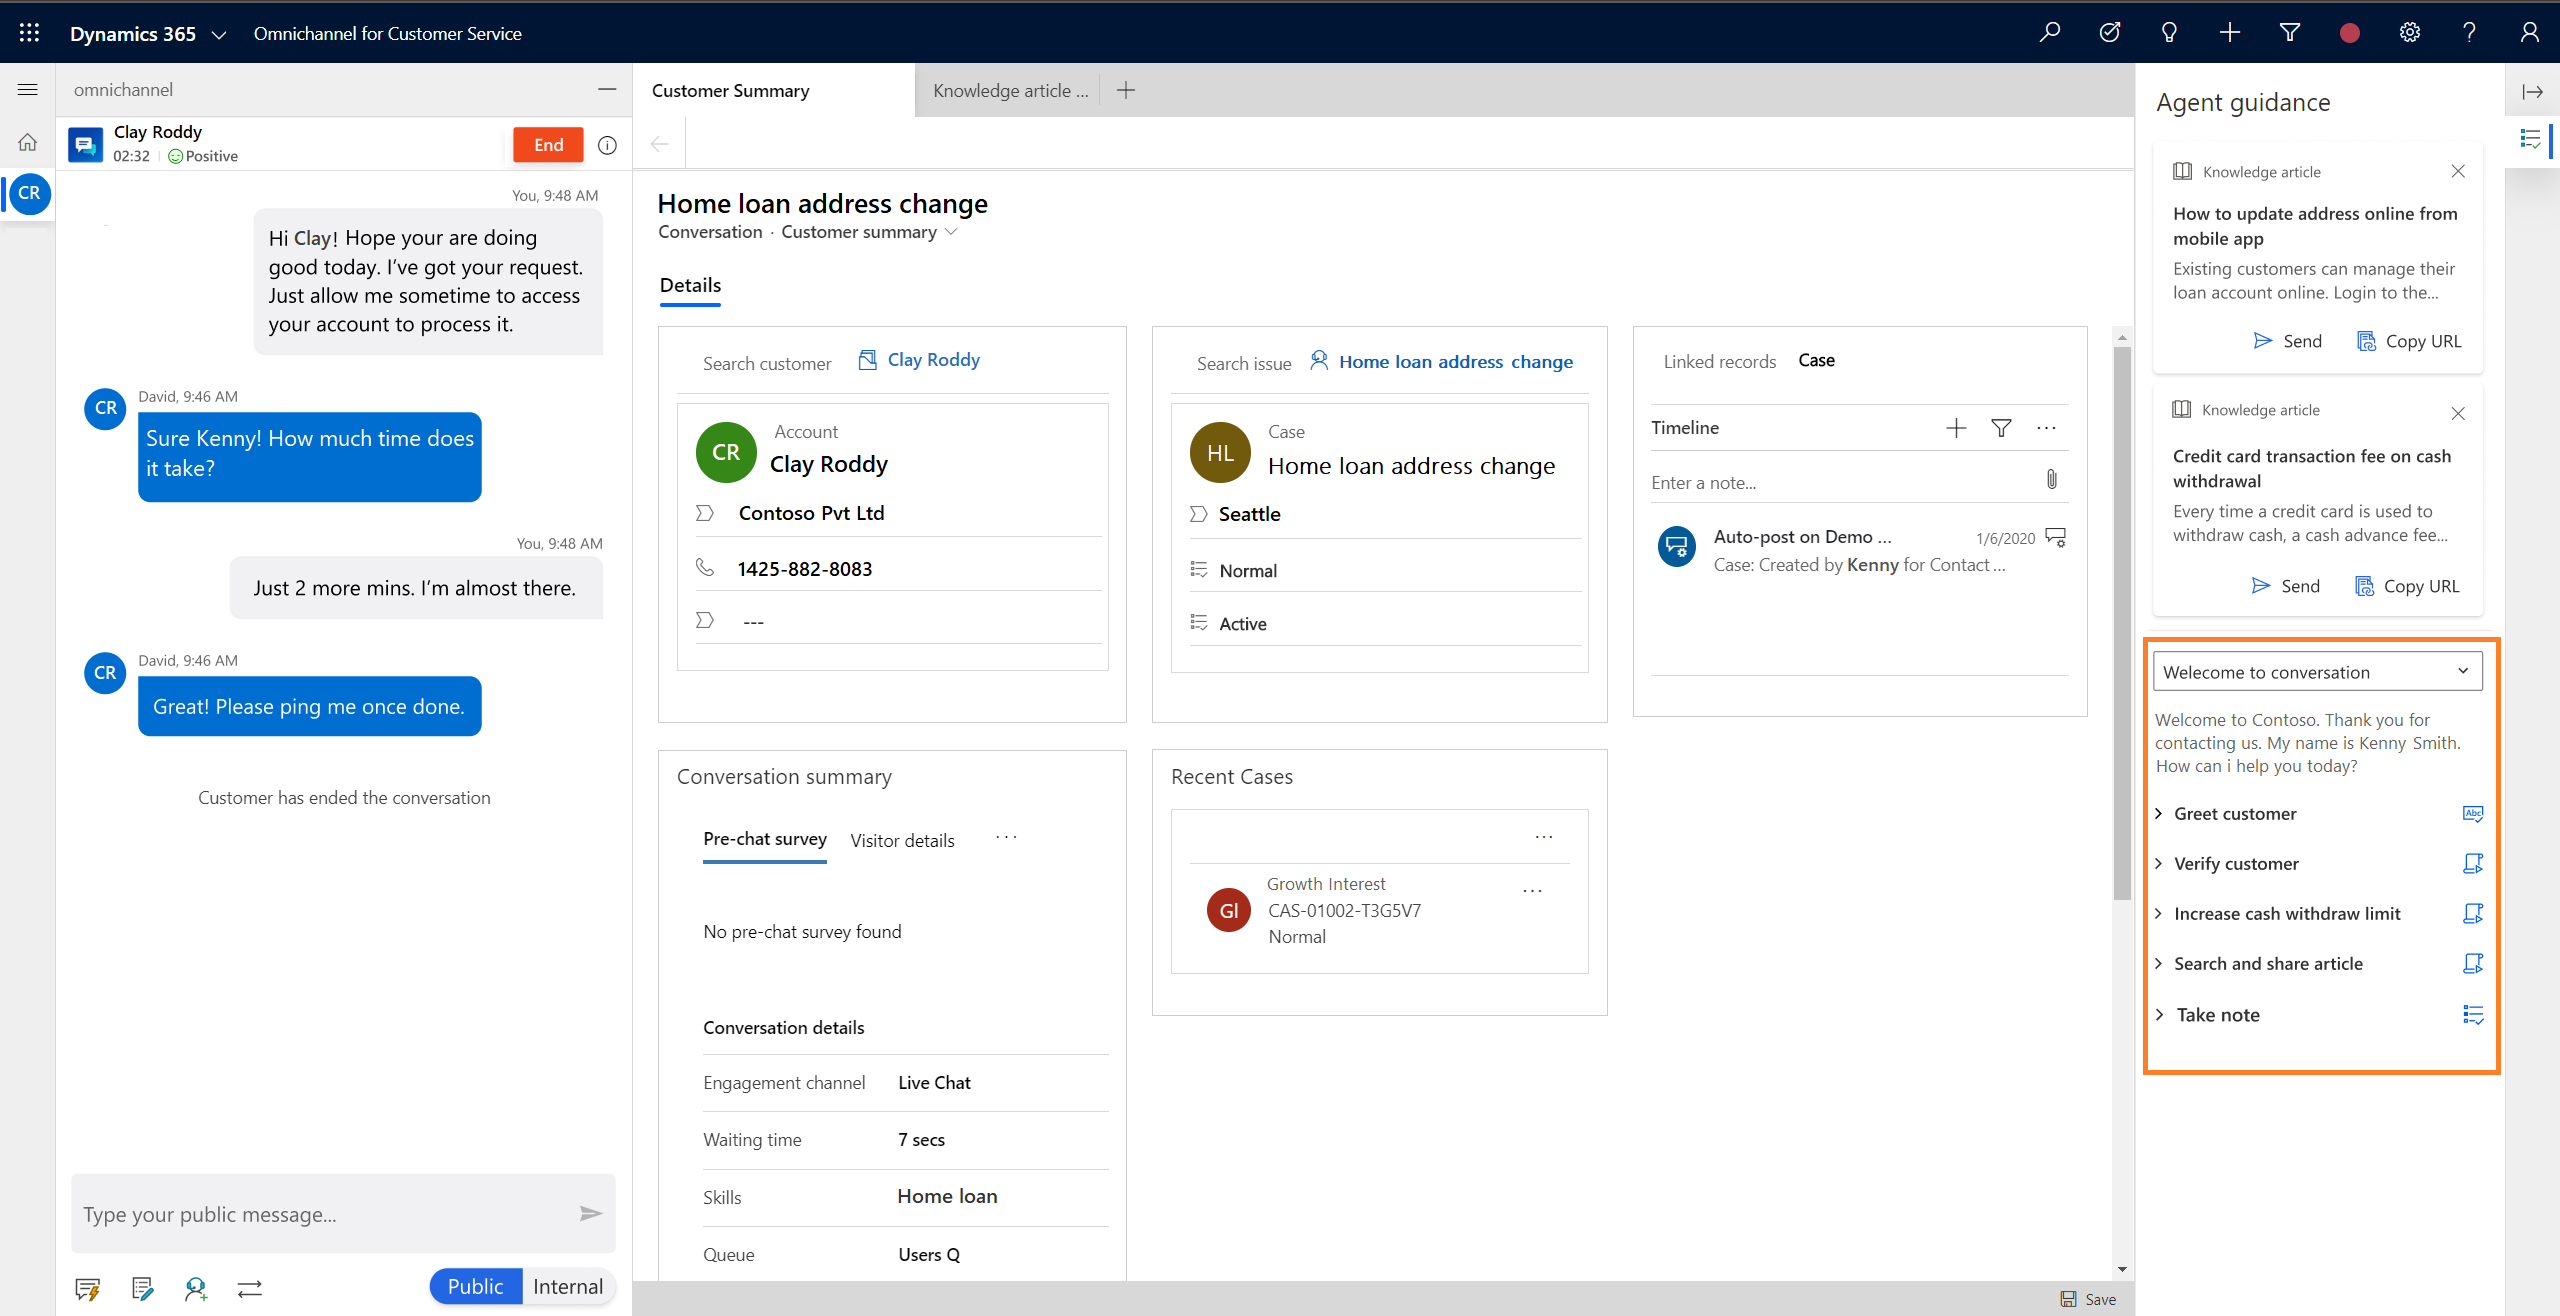 Dynamics 365
Omnichannel for Customer Service
omnichannel
Clay Roddy
02:32
Positive
End
CR
You, 9:48 AM
Hi Clay! Hope your are doing
good today. I've got your request.
Just allow me sometime to access
your account to process it.
CR
David, 9:46 AM
Sure Kenny! How much time does
it take?
You, 9:48 AM
Just 2 more mins. I'm almost there.
CR
David, 9:46 AM
Great! Please ping me once done.
Customer has ended the conversation
Type your public message...
Public
Internal
Customer Summary
Knowledge article ...
Home loan address change
Conversation · Customer summary
Details
Search customer
Clay Roddy
CR
Account
Clay Roddy
Contoso Pvt Ltd
1425-882-8083
---
Search issue
Home loan address change
HL
Case
Home loan address change
Seattle
Normal
Active
Linked records
Case
Timeline
Enter a note...
Auto-post on Demo ...
1/6/2020
Case: Created by Kenny for Contact ...
Conversation summary
Pre-chat survey
Visitor details
...
No pre-chat survey found
Conversation details
Engagement channel
Live Chat
Waiting time
7 secs
Skills
Home loan
Queue
Users Q
Recent Cases
...
GI
Growth Interest
...
CAS-01002-T3G5V7
Normal
Save
Agent guidance
Knowledge article
How to update address online from
mobile app
Existing customers can manage their
loan account online. Login to the...
Send
Copy URL
Knowledge article
Credit card transaction fee on cash
withdrawal
Every time a credit card is used to
withdraw cash, a cash advance fee...
Send
Copy URL
Welecome to conversation
Welcome to Contoso. Thank you for
contacting us. My name is Kenny Smith.
How can i help you today?
Greet customer
Abc
Verify customer
Increase cash withdraw limit
Search and share article
Take note